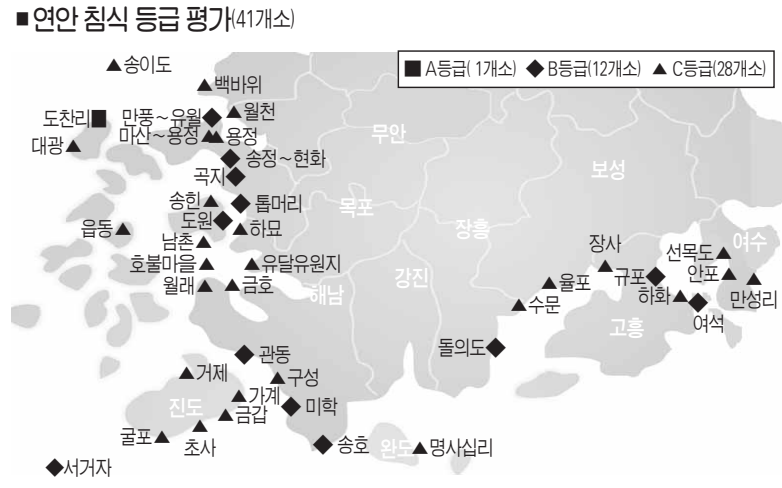 ■ 연안 침식 등급 평가(41개소)
■ A등급( 1개소) ◆ B등급(12개소) ▲ C등급(28개소)
송이도
백바위
도찬리
만풍~유월
월천
마산~용정
용정
대광
무안
송정~현화
곡지
보성
송헌
톱머리
목포
도원
하묘
읍동
장흥
여수
남촌
선목도
장사
호불마을
유달유원지
강진
율포
규포
안포
만성리
월래
금호
해남
수문
하화
여석
고흥
돌의도
관동
거제
구성
가계
진도
금갑
미학
굴포
초사
송호
완도
명사십리
서거차